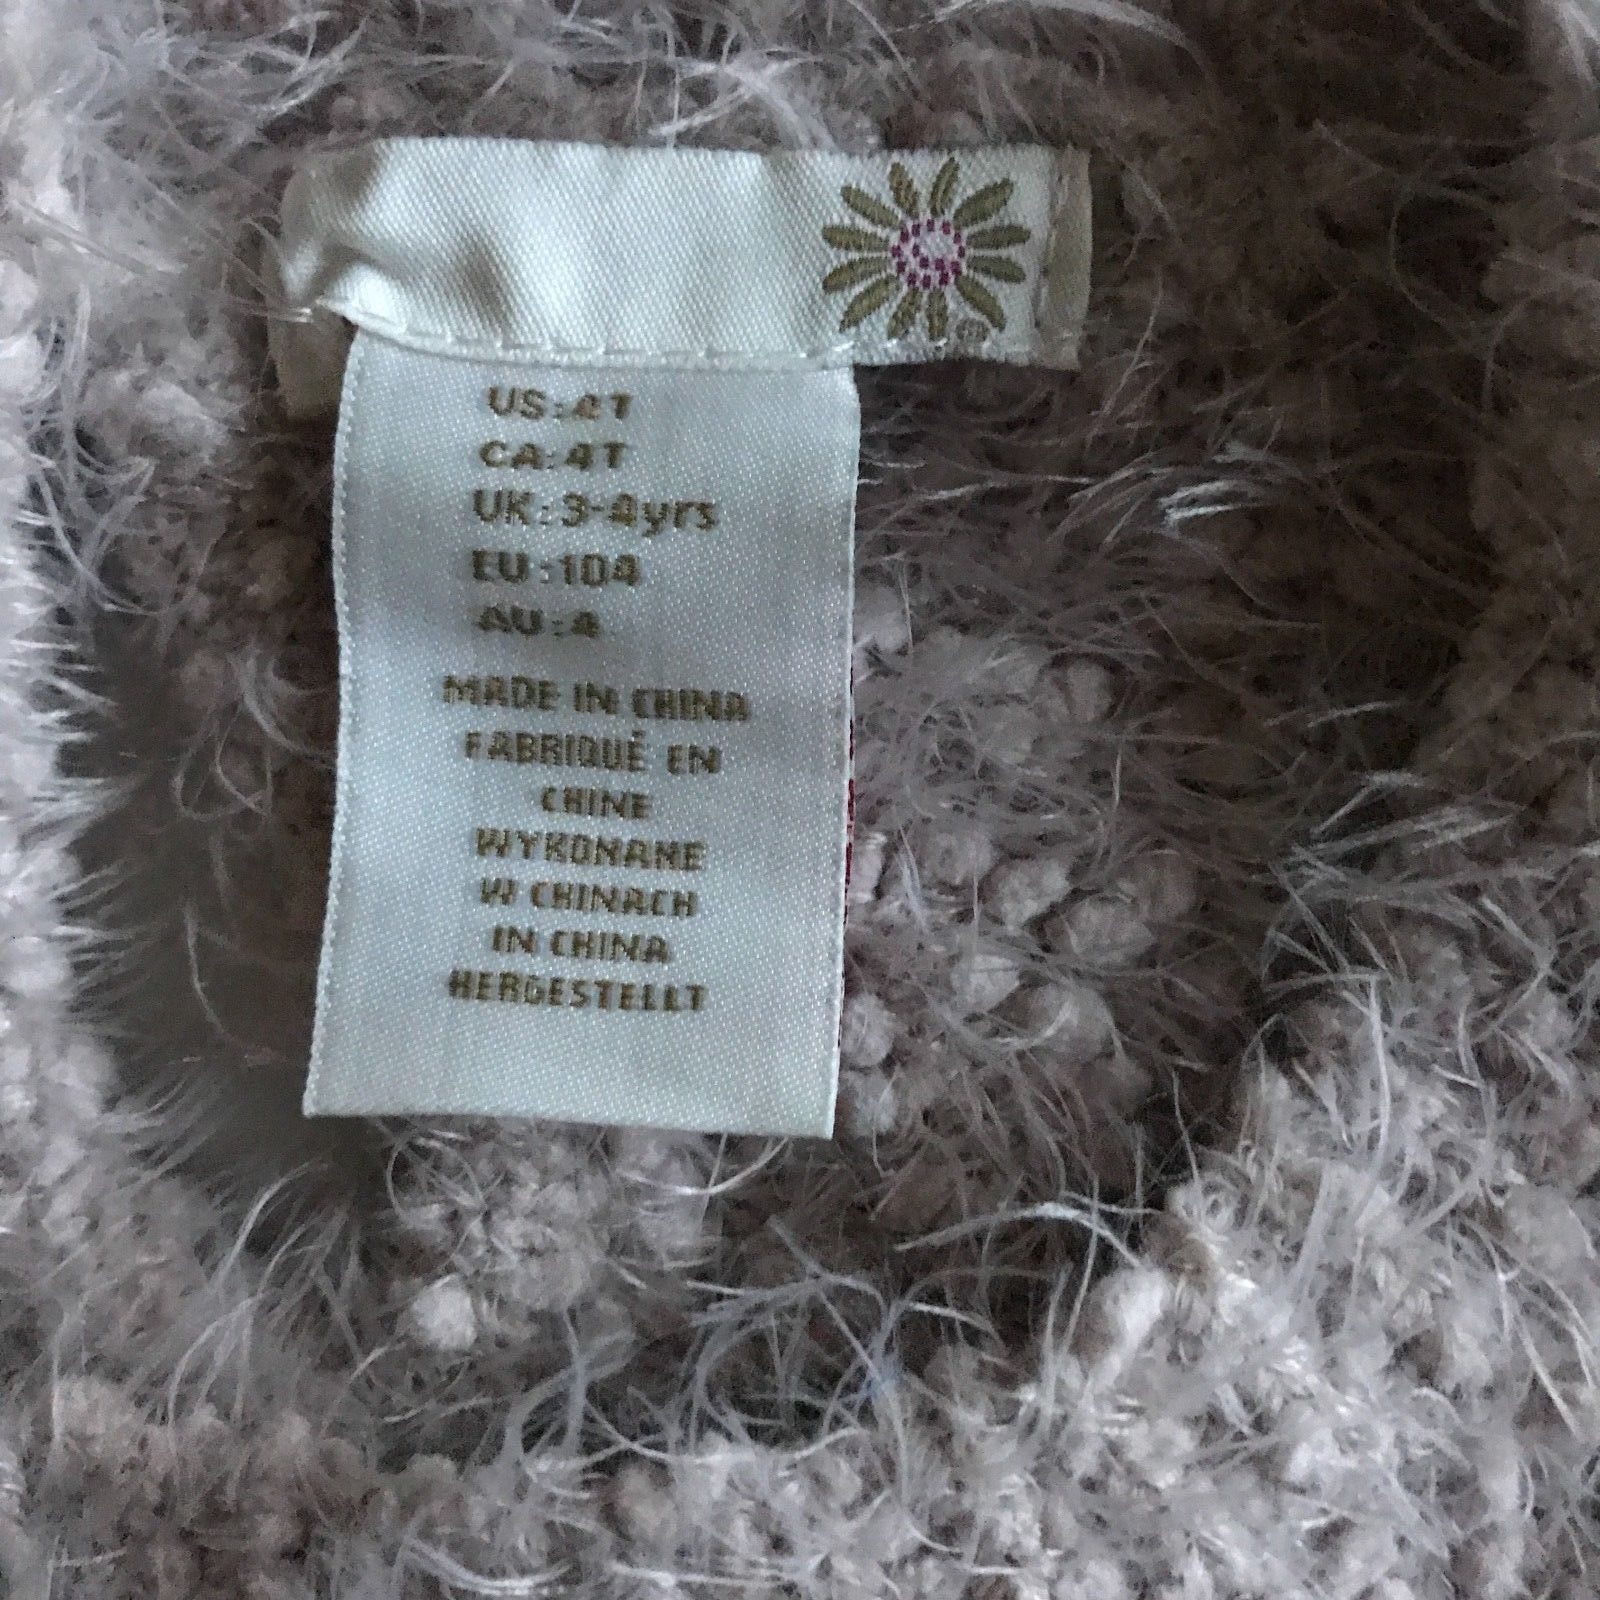 US:4T
CA:4T
UK:3-4yrs
EU:104
AU:4
MADE IN CHINA
FABRIQUÉ EN
CHINE
WYKONANE
W CHINACH
IN CHINA
HERGESTELLT